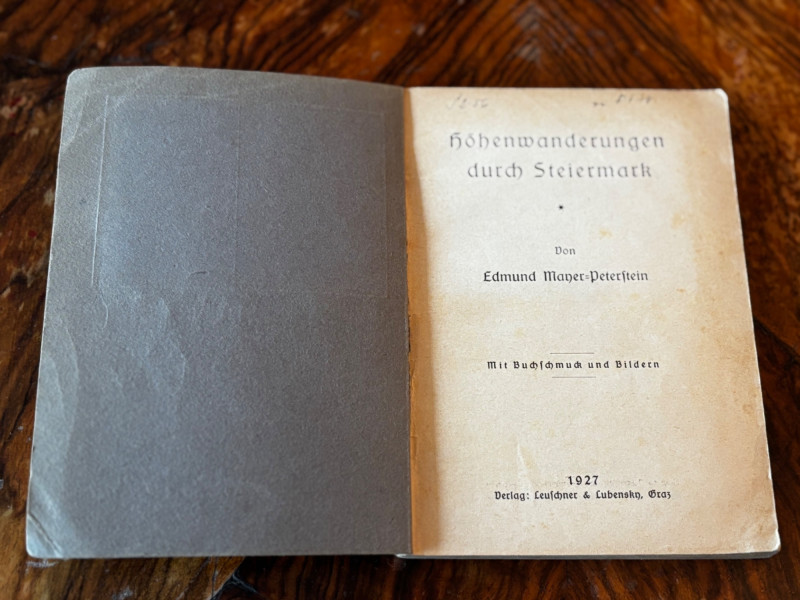 Höhenwanderungen
durch Steiermark
*
Von
Edmund Mayer-Peterstein
Mit Buchschmuck und Bildern
1927
Verlag: Leuschner & Lubensky, Graz